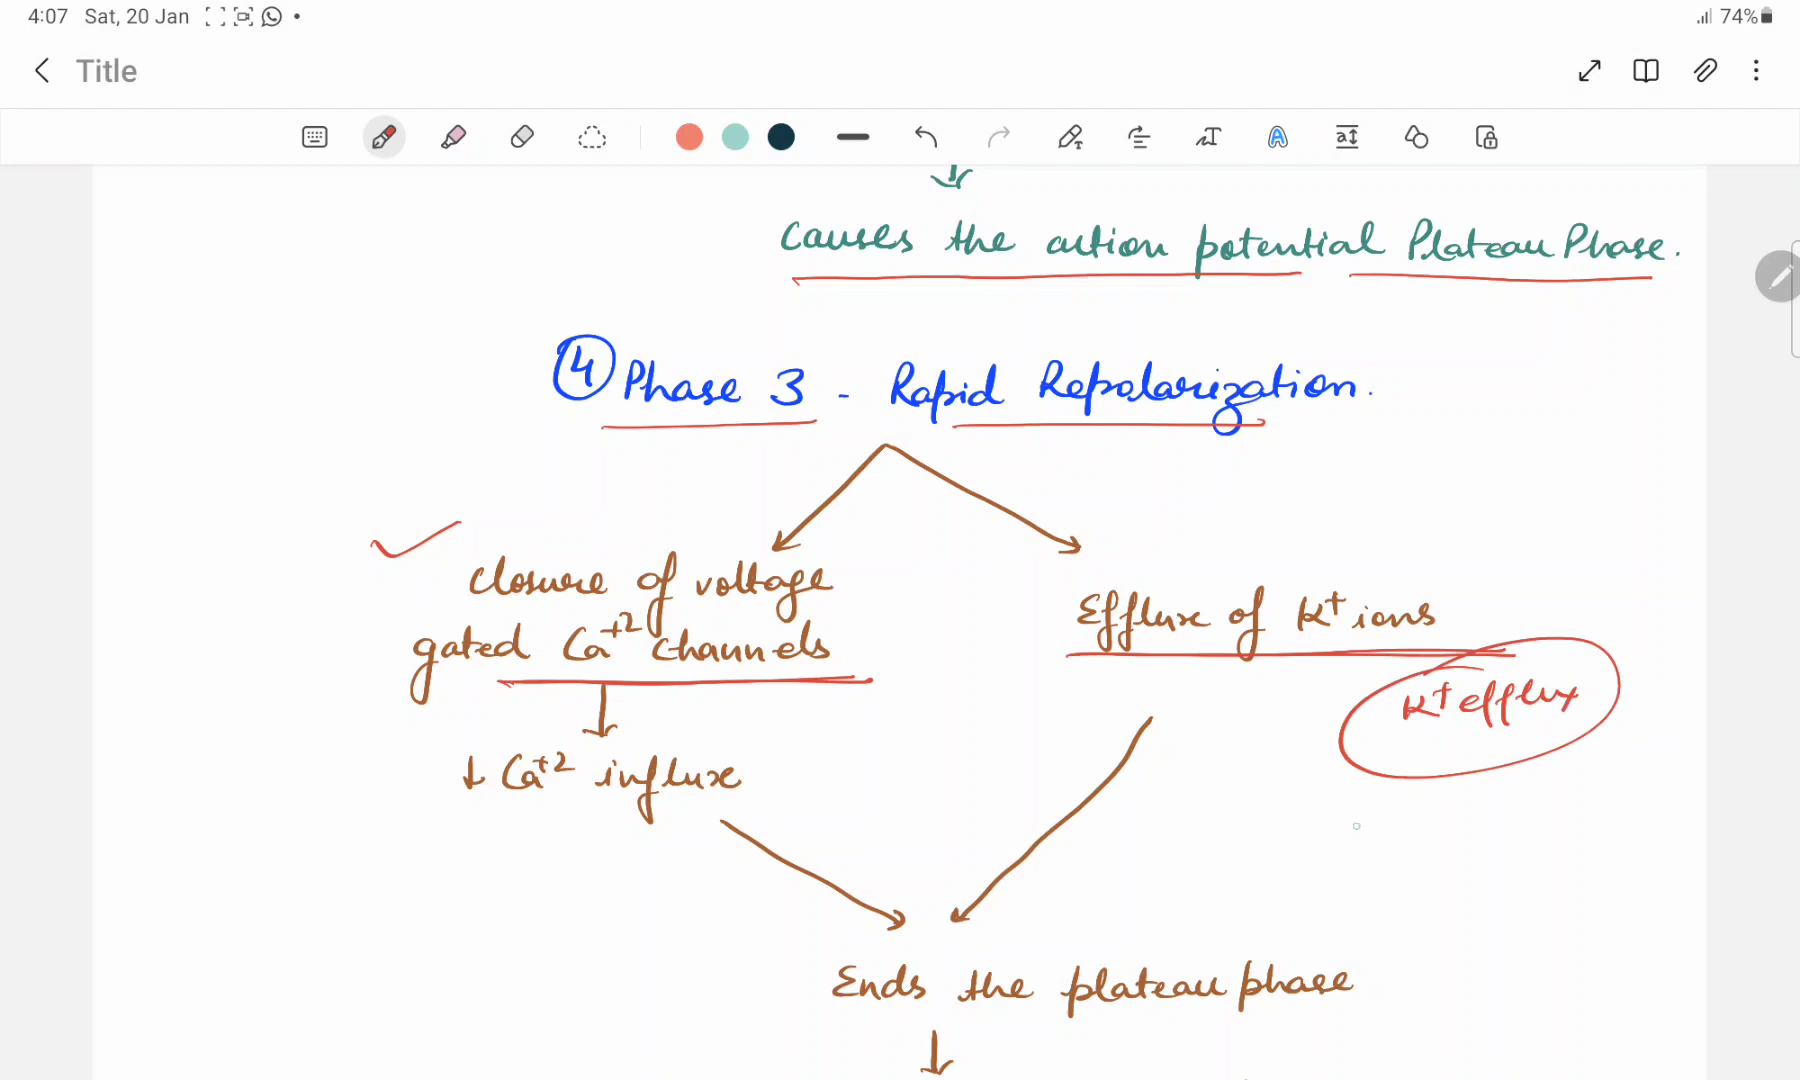 4:07 Sat, 20 Jan
74%
Title
Causes the action potential Plateau Phase.
4 Phase 3 - Rapid Repolarization.
Closure of voltage
gated Ca+2 channels
Efflux of K+ ions
K+ efflux
↓ Ca+2 influx
Ends the plateau phase